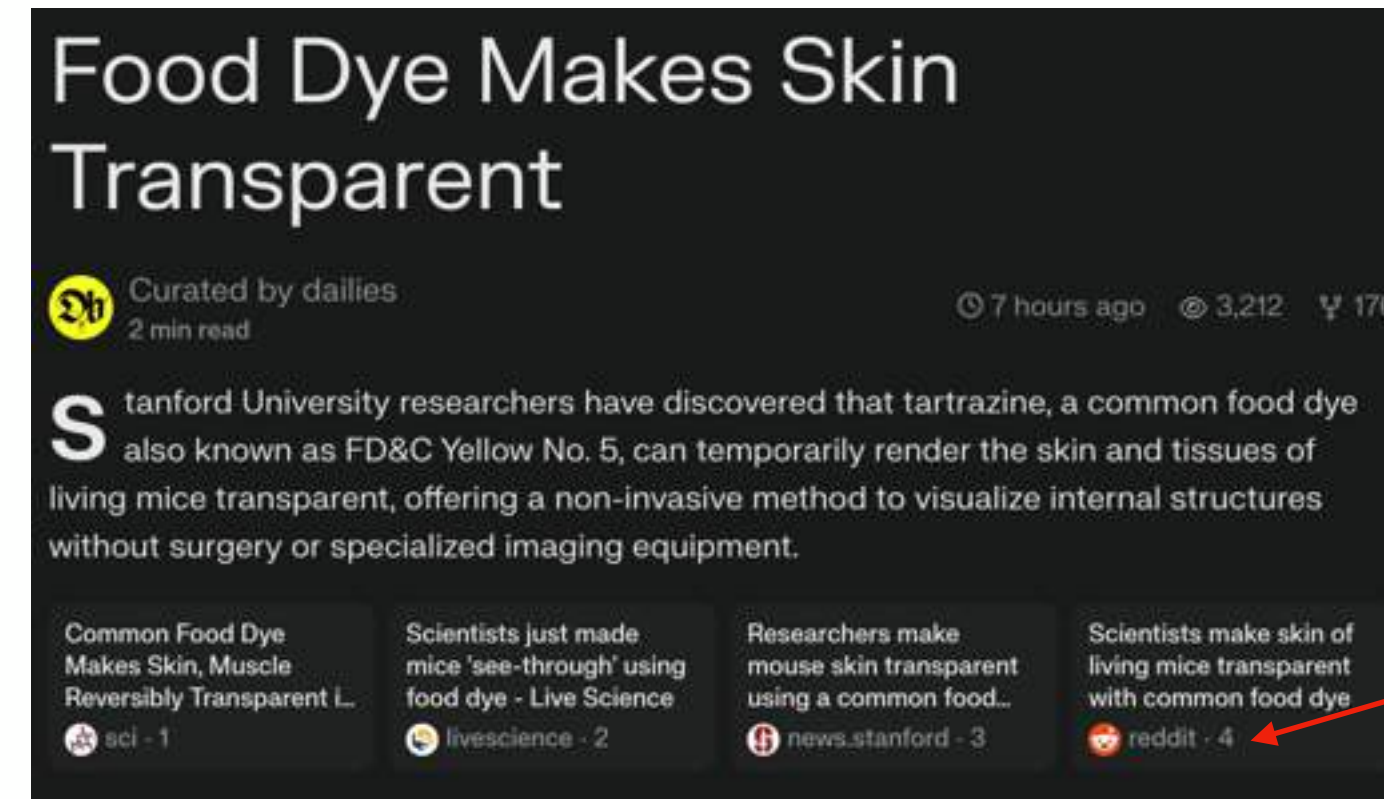 Food Dye Makes Skin
Transparent
Curated by dailies
2 min read
7 hours ago 3,212 170
Stanford University researchers have discovered that tartrazine, a common food dye
also known as FD&C Yellow No. 5, can temporarily render the skin and tissues of
living mice transparent, offering a non-invasive method to visualize internal structures
without surgery or specialized imaging equipment.
Common Food Dye
Makes Skin, Muscle
Reversibly Transparent i...
sci · 1
Scientists just made
mice 'see-through' using
food dye - Live Science
livescience · 2
Researchers make
mouse skin transparent
using a common food...
news.stanford · 3
Scientists make skin of
living mice transparent
with common food dye
reddit · 4